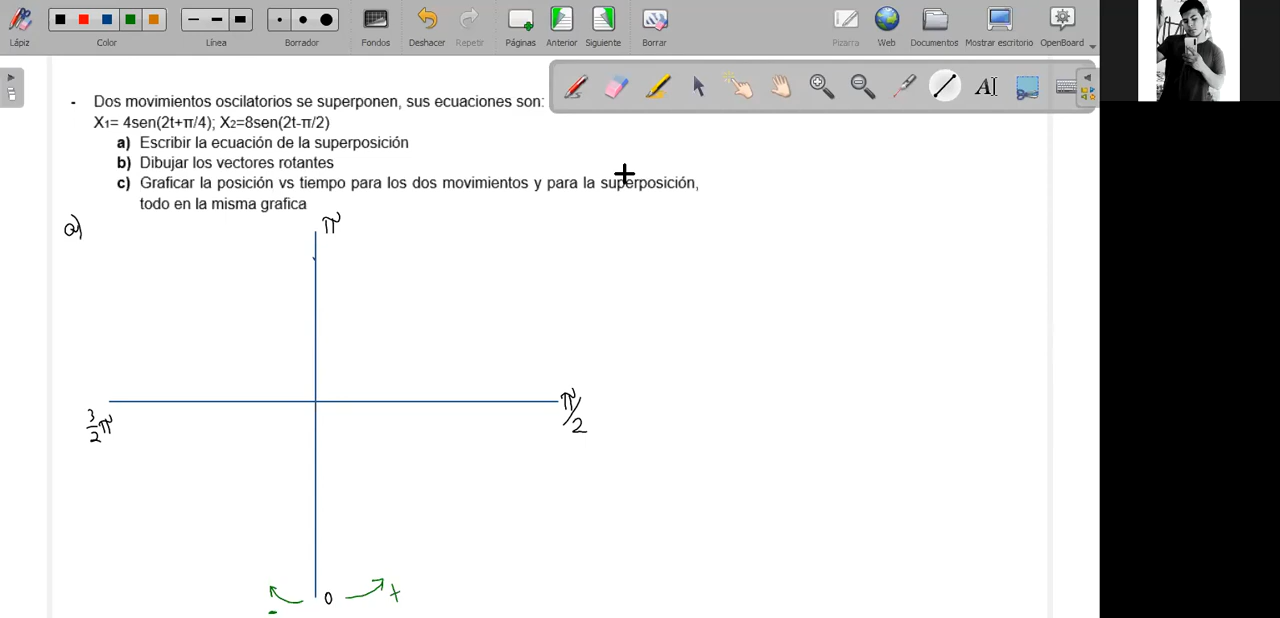 Lápiz Color Línea Borrador Fondos Deshacer Repetir Páginas Anterior Siguiente Borrar Pizarra Web Documentos Mostrar escritorio OpenBoard
- Dos movimientos oscilatorios se superponen, sus ecuaciones son:
X1= 4sen(2t+π/4); X2=8sen(2t-π/2)
a) Escribir la ecuación de la superposición
b) Dibujar los vectores rotantes
c) Graficar la posición vs tiempo para los dos movimientos y para la superposición,
todo en la misma grafica
a)
π
π/2
3/2 π
0
+
-